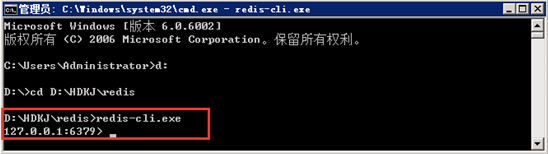 管理员: C:\Windows\system32\cmd.exe - redis-cli.exe
Microsoft Windows [版本 6.0.6002]
版权所有 (C) 2006 Microsoft Corporation。保留所有权利。
C:\Users\Administrator>d:
D:\>cd D:\HDKJ\redis
D:\HDKJ\redis>redis-cli.exe
127.0.0.1:6379>